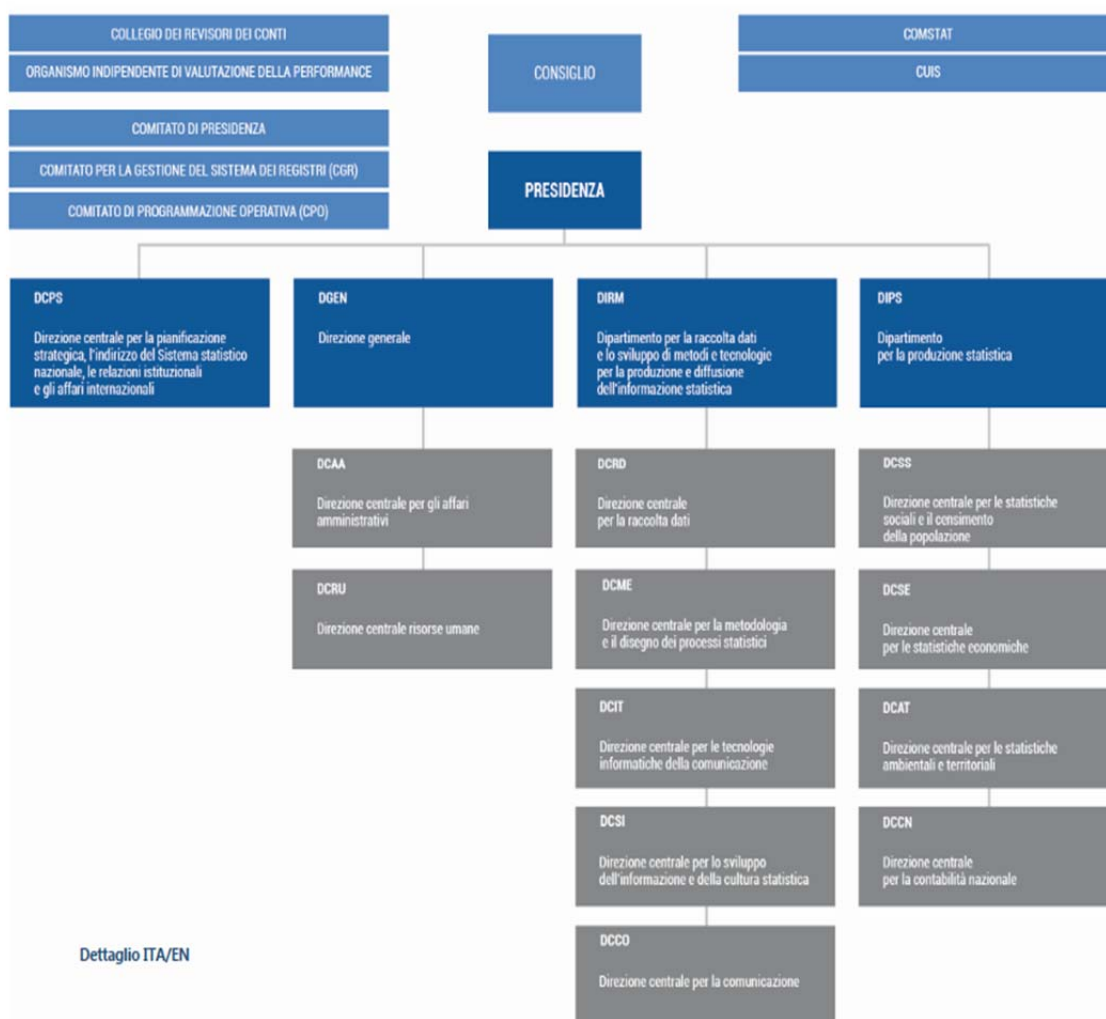 COLLEGIO DEI REVISORI DEI CONTI
ORGANISMO INDIPENDENTE DI VALUTAZIONE DELLA PERFORMANCE
CONSIGLIO
COMSTAT
CUIS
COMITATO DI PRESIDENZA
COMITATO PER LA GESTIONE DEL SISTEMA DEI REGISTRI (CGR)
COMITATO DI PROGRAMMAZIONE OPERATIVA (CPO)
PRESIDENZA
DCPS
Direzione centrale per la pianificazione
strategica, l'indirizzo del Sistema statistico
nazionale, le relazioni istituzionali
e gli affari internazionali
DGEN
Direzione generale
DIRM
Dipartimento per la raccolta dati
e lo sviluppo di metodi e tecnologie
per la produzione e diffusione
dell'informazione statistica
DIPS
Dipartimento
per la produzione statistica
DCAA
Direzione centrale per gli affari
amministrativi
DCRU
Direzione centrale risorse umane
DCRD
Direzione centrale
per la raccolta dati
DCME
Direzione centrale per la metodologia
e il disegno dei processi statistici
DCIT
Direzione centrale per le tecnologie
informatiche della comunicazione
DCSI
Direzione centrale per lo sviluppo
dell'informazione e della cultura statistica
DCCO
Direzione centrale per la comunicazione
DCSS
Direzione centrale per le statistiche
sociali e il censimento
della popolazione
DCSE
Direzione centrale
per le statistiche economiche
DCAT
Direzione centrale per le statistiche
ambientali e territoriali
DCCN
Direzione centrale
per la contabilità nazionale
Dettaglio ITA/EN